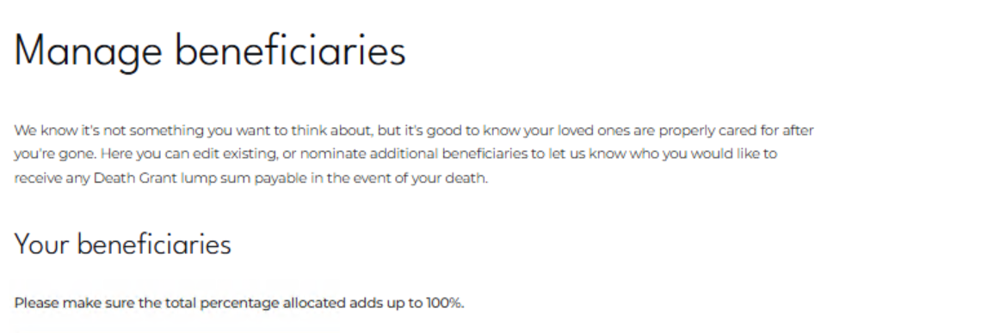 Manage beneficiaries
We know it's not something you want to think about, but it's good to know your loved ones are properly cared for after
you're gone. Here you can edit existing, or nominate additional beneficiaries to let us know who you would like to
receive any Death Grant lump sum payable in the event of your death.
Your beneficiaries
Please make sure the total percentage allocated adds up to 100%.